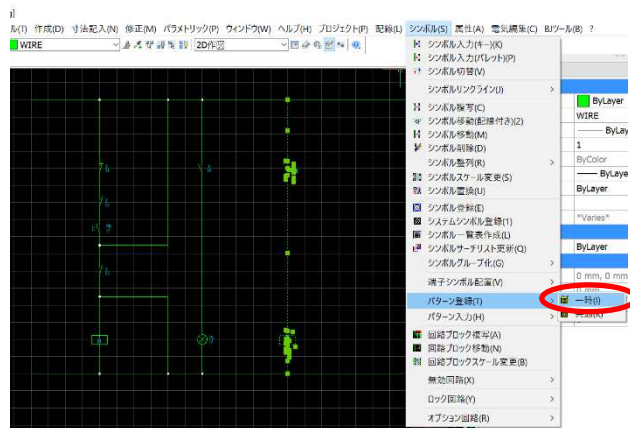 ル(T) 作成(D) 寸法記入(N) 修正(M) パラメトリック(P) ウィンドウ(W) ヘルプ(H) プロジェクト(P) 配線(L) シンボル(S) 属性(A) 電気編集(C) BJツール(B) ?
WIRE 2D作図
シンボル入力(キー)(K)
シンボル入力(パレット)(P)
シンボル切替(V)
シンボルリンクライン(J)
シンボル複写(C)
シンボル移動(配線付き)(2)
シンボル移動(M)
シンボル削除(D)
シンボル整列(R)
シンボルスケール変更(S)
シンボル置換(U)
シンボル登録(E)
システムシンボル登録(1)
シンボル一覧表作成(L)
シンボルサーチリスト更新(Q)
シンボルグループ化(G)
端子シンボル配置(V)
パターン登録(T)
パターン入力(H)
回路ブロック複写(A)
回路ブロック移動(N)
回路ブロックスケール変更(B)
無効回路(X)
ロック回路(Y)
オプション回路(R)
一時(I)
ByLayer
WIRE
ByLay
1
ByColor
ByLaye
ByLayer
*Varies*
ByLayer
0 mm, 0 mm
0 mm